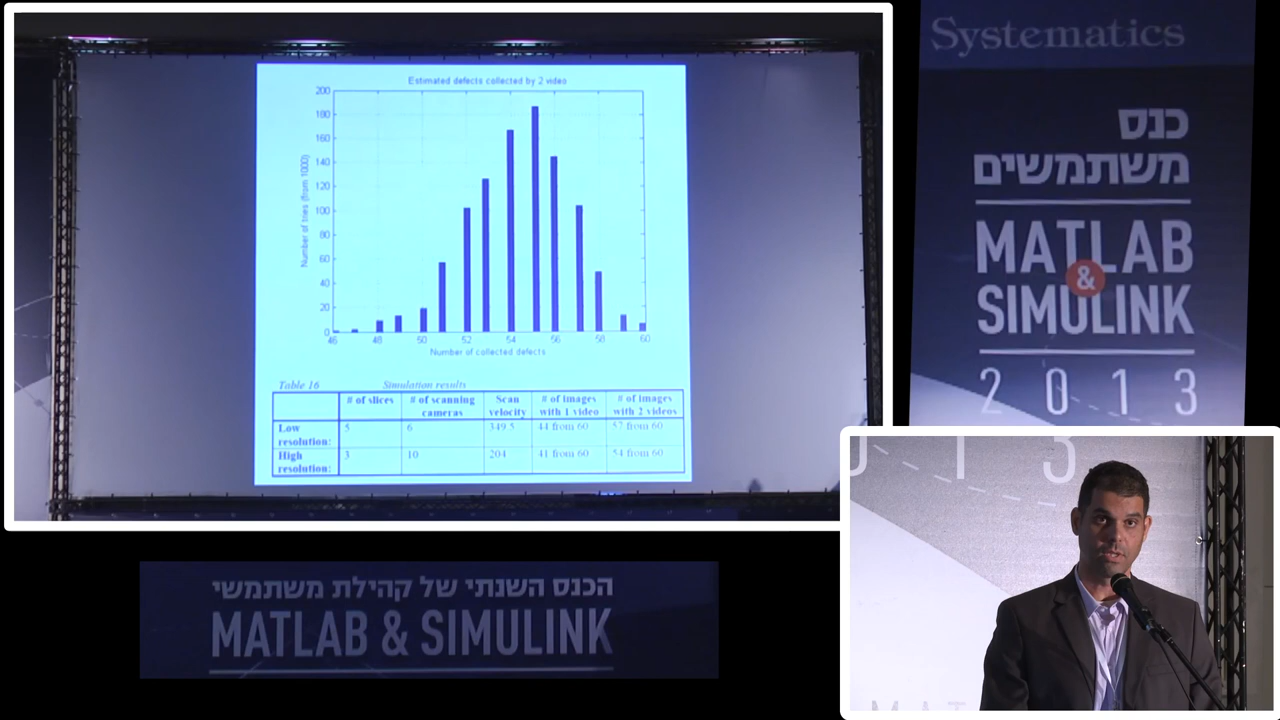 Estimated defects collected by 2 video
Number of tries (from 1000)
200
180
160
140
120
100
80
60
40
20
0
46 48 50 52 54 56 58 60
Number of collected defects
Table 16 Simulation results
# of slices # of scanning cameras Scan velocity # of images with 1 video # of images with 2 videos
Low resolution: 5 6 349.5 44 from 60 57 from 60
High resolution: 3 10 204 41 from 60 54 from 60
Systematics
כנס
משתמשים
MATLAB
&
SIMULINK
2013
13
הכנס השנתי של קהילת משתמשי
MATLAB & SIMULINK